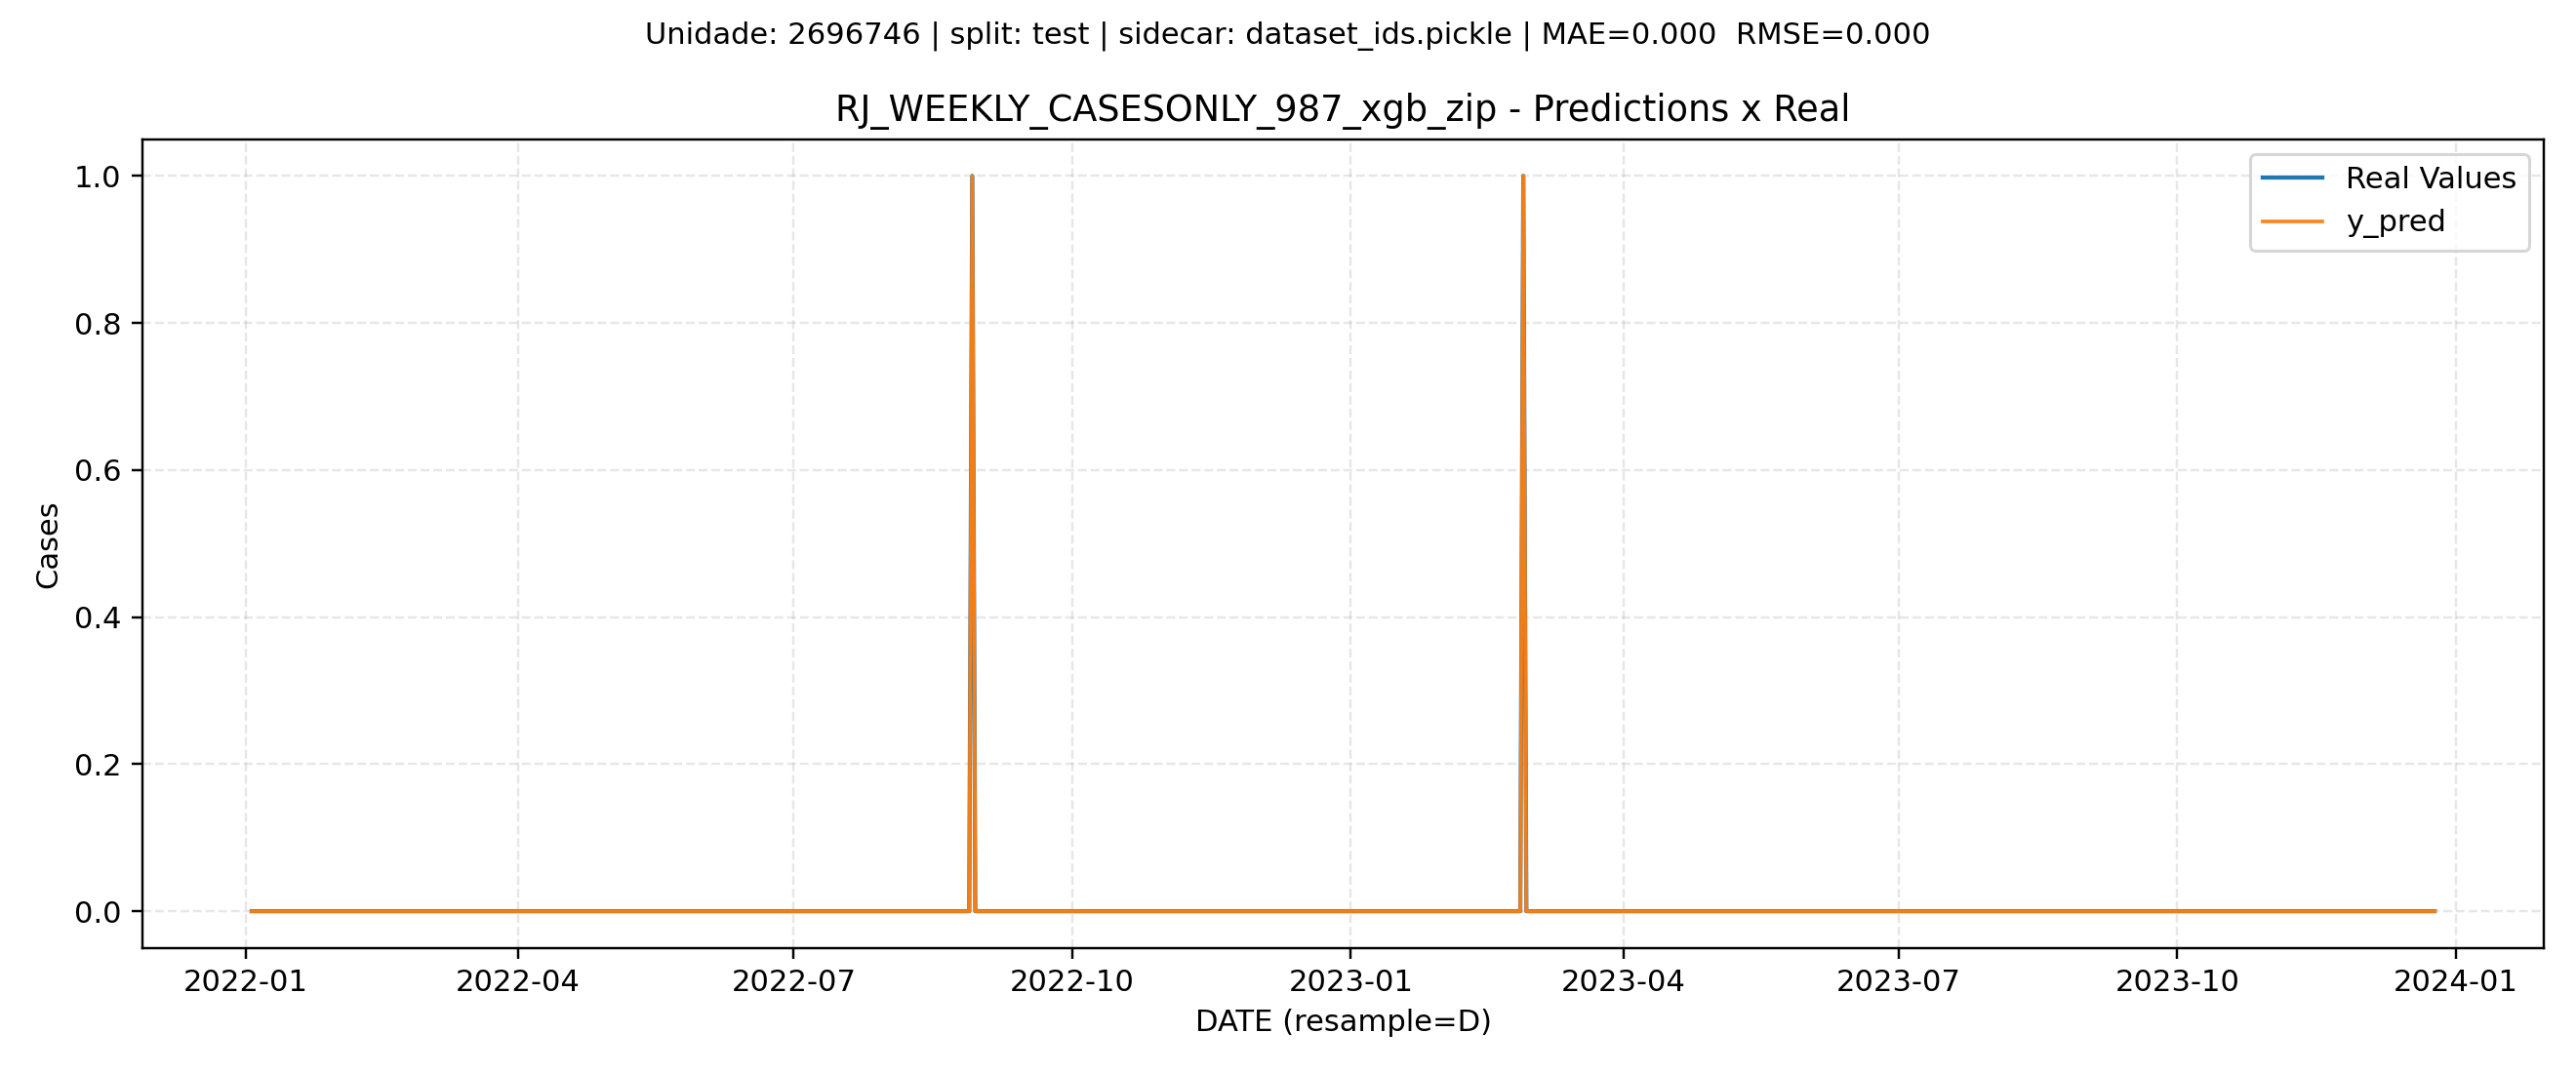 Unidade: 2696746 | split: test | sidecar: dataset_ids.pickle | MAE=0.000  RMSE=0.000
RJ_WEEKLY_CASESONLY_987_xgb_zip - Predictions x Real
Real Values
y_pred
1.0
0.8
0.6
0.4
0.2
0.0
Cases
2022-01 2022-04 2022-07 2022-10 2023-01 2023-04 2023-07 2023-10 2024-01
DATE (resample=D)